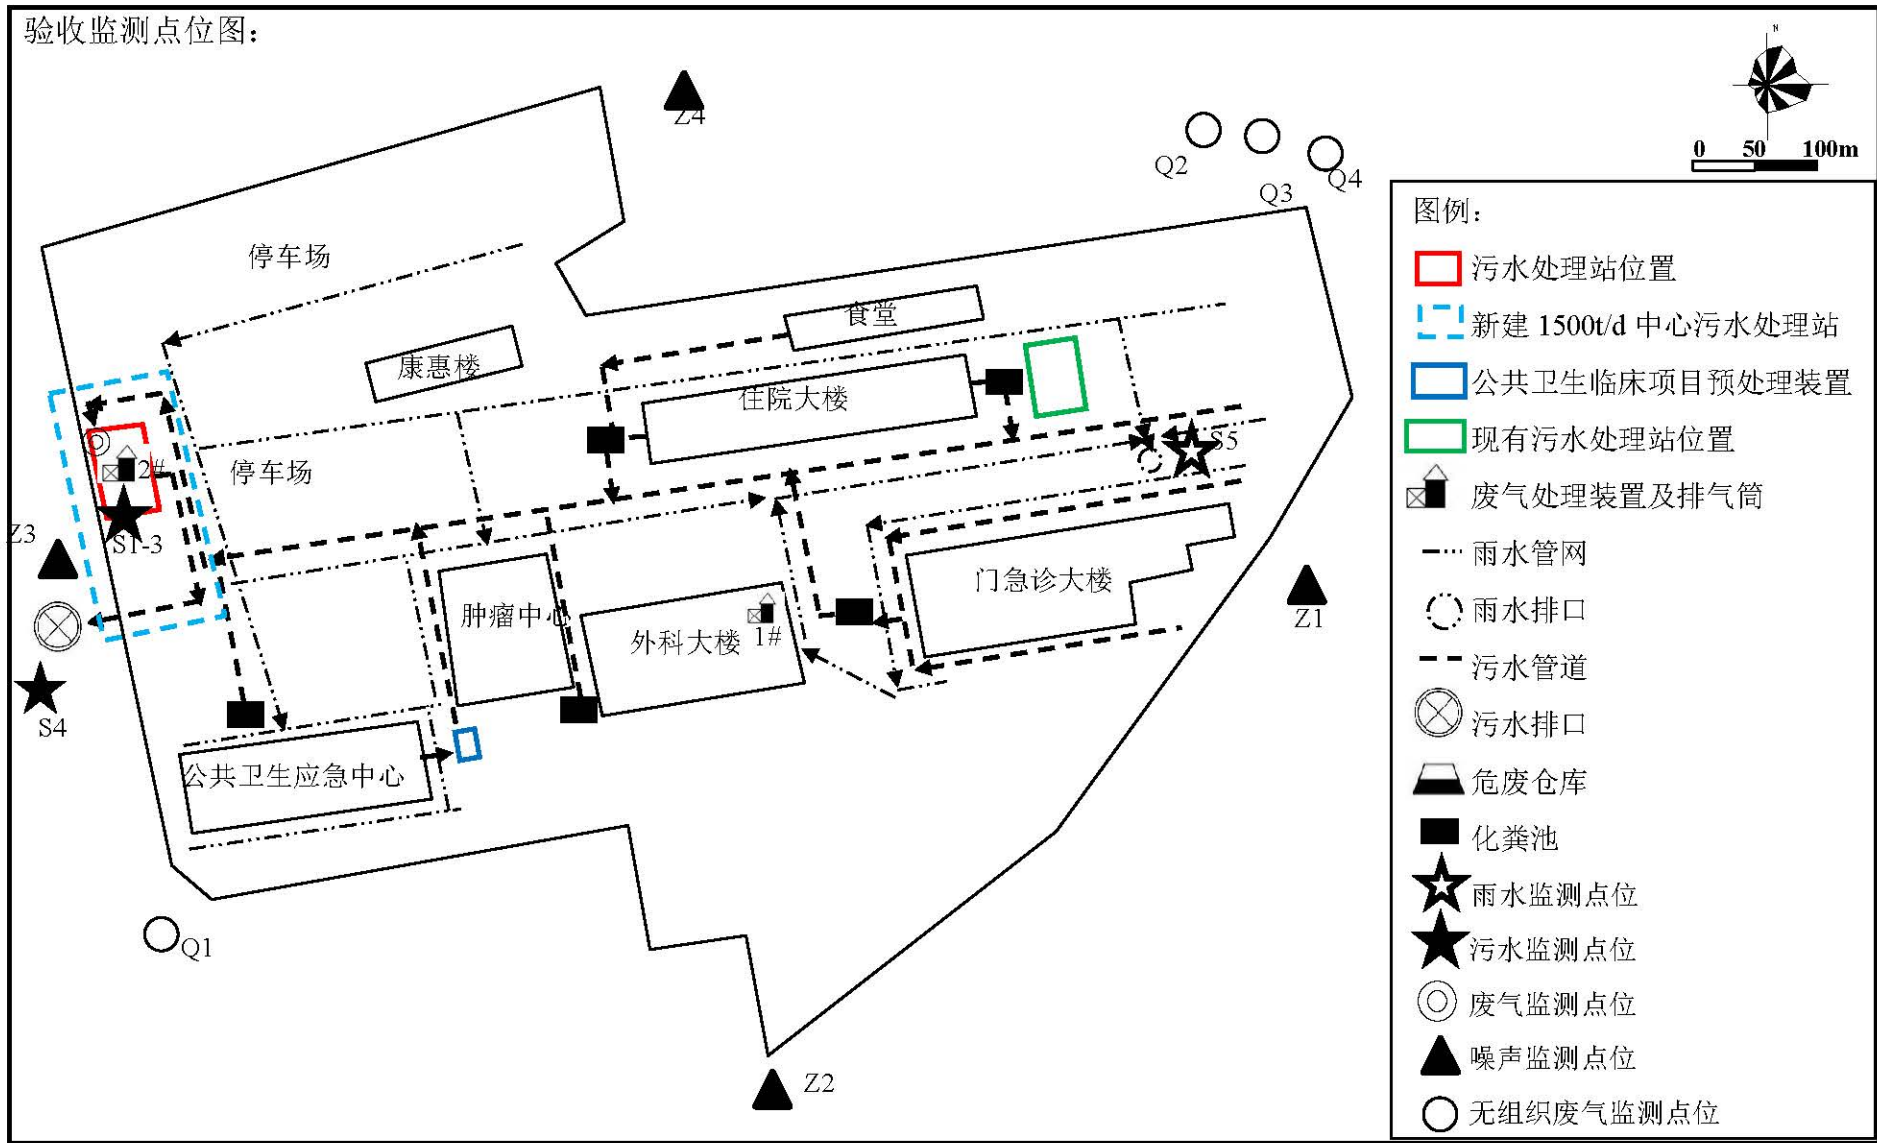 验收监测点位图：
N
0 50 100m
Z4
Q2
Q3
Q4
停车场
食堂
康惠楼
住院大楼
停车场
S5
2#
Z3
S1-3
门急诊大楼
肿瘤中心
外科大楼
1#
Z1
S4
公共卫生应急中心
Q1
Z2
图例：
污水处理站位置
新建 1500t/d 中心污水处理站
公共卫生临床项目预处理装置
现有污水处理站位置
废气处理装置及排气筒
雨水管网
雨水排口
污水管道
污水排口
危废仓库
化粪池
雨水监测点位
污水监测点位
废气监测点位
噪声监测点位
无组织废气监测点位